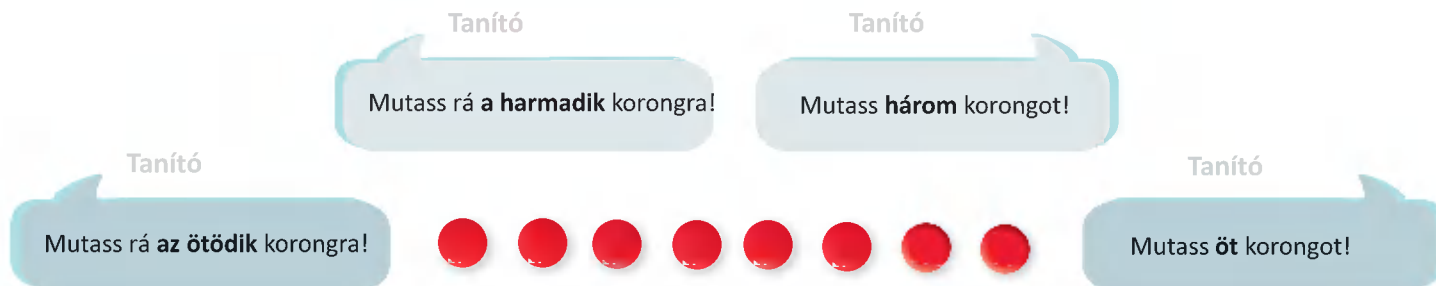 Tanító
Tanító
Mutass rá a harmadik korongra!
Mutass három korongot!
Tanító
Tanító
Mutass rá az ötödik korongra!
Mutass öt korongot!